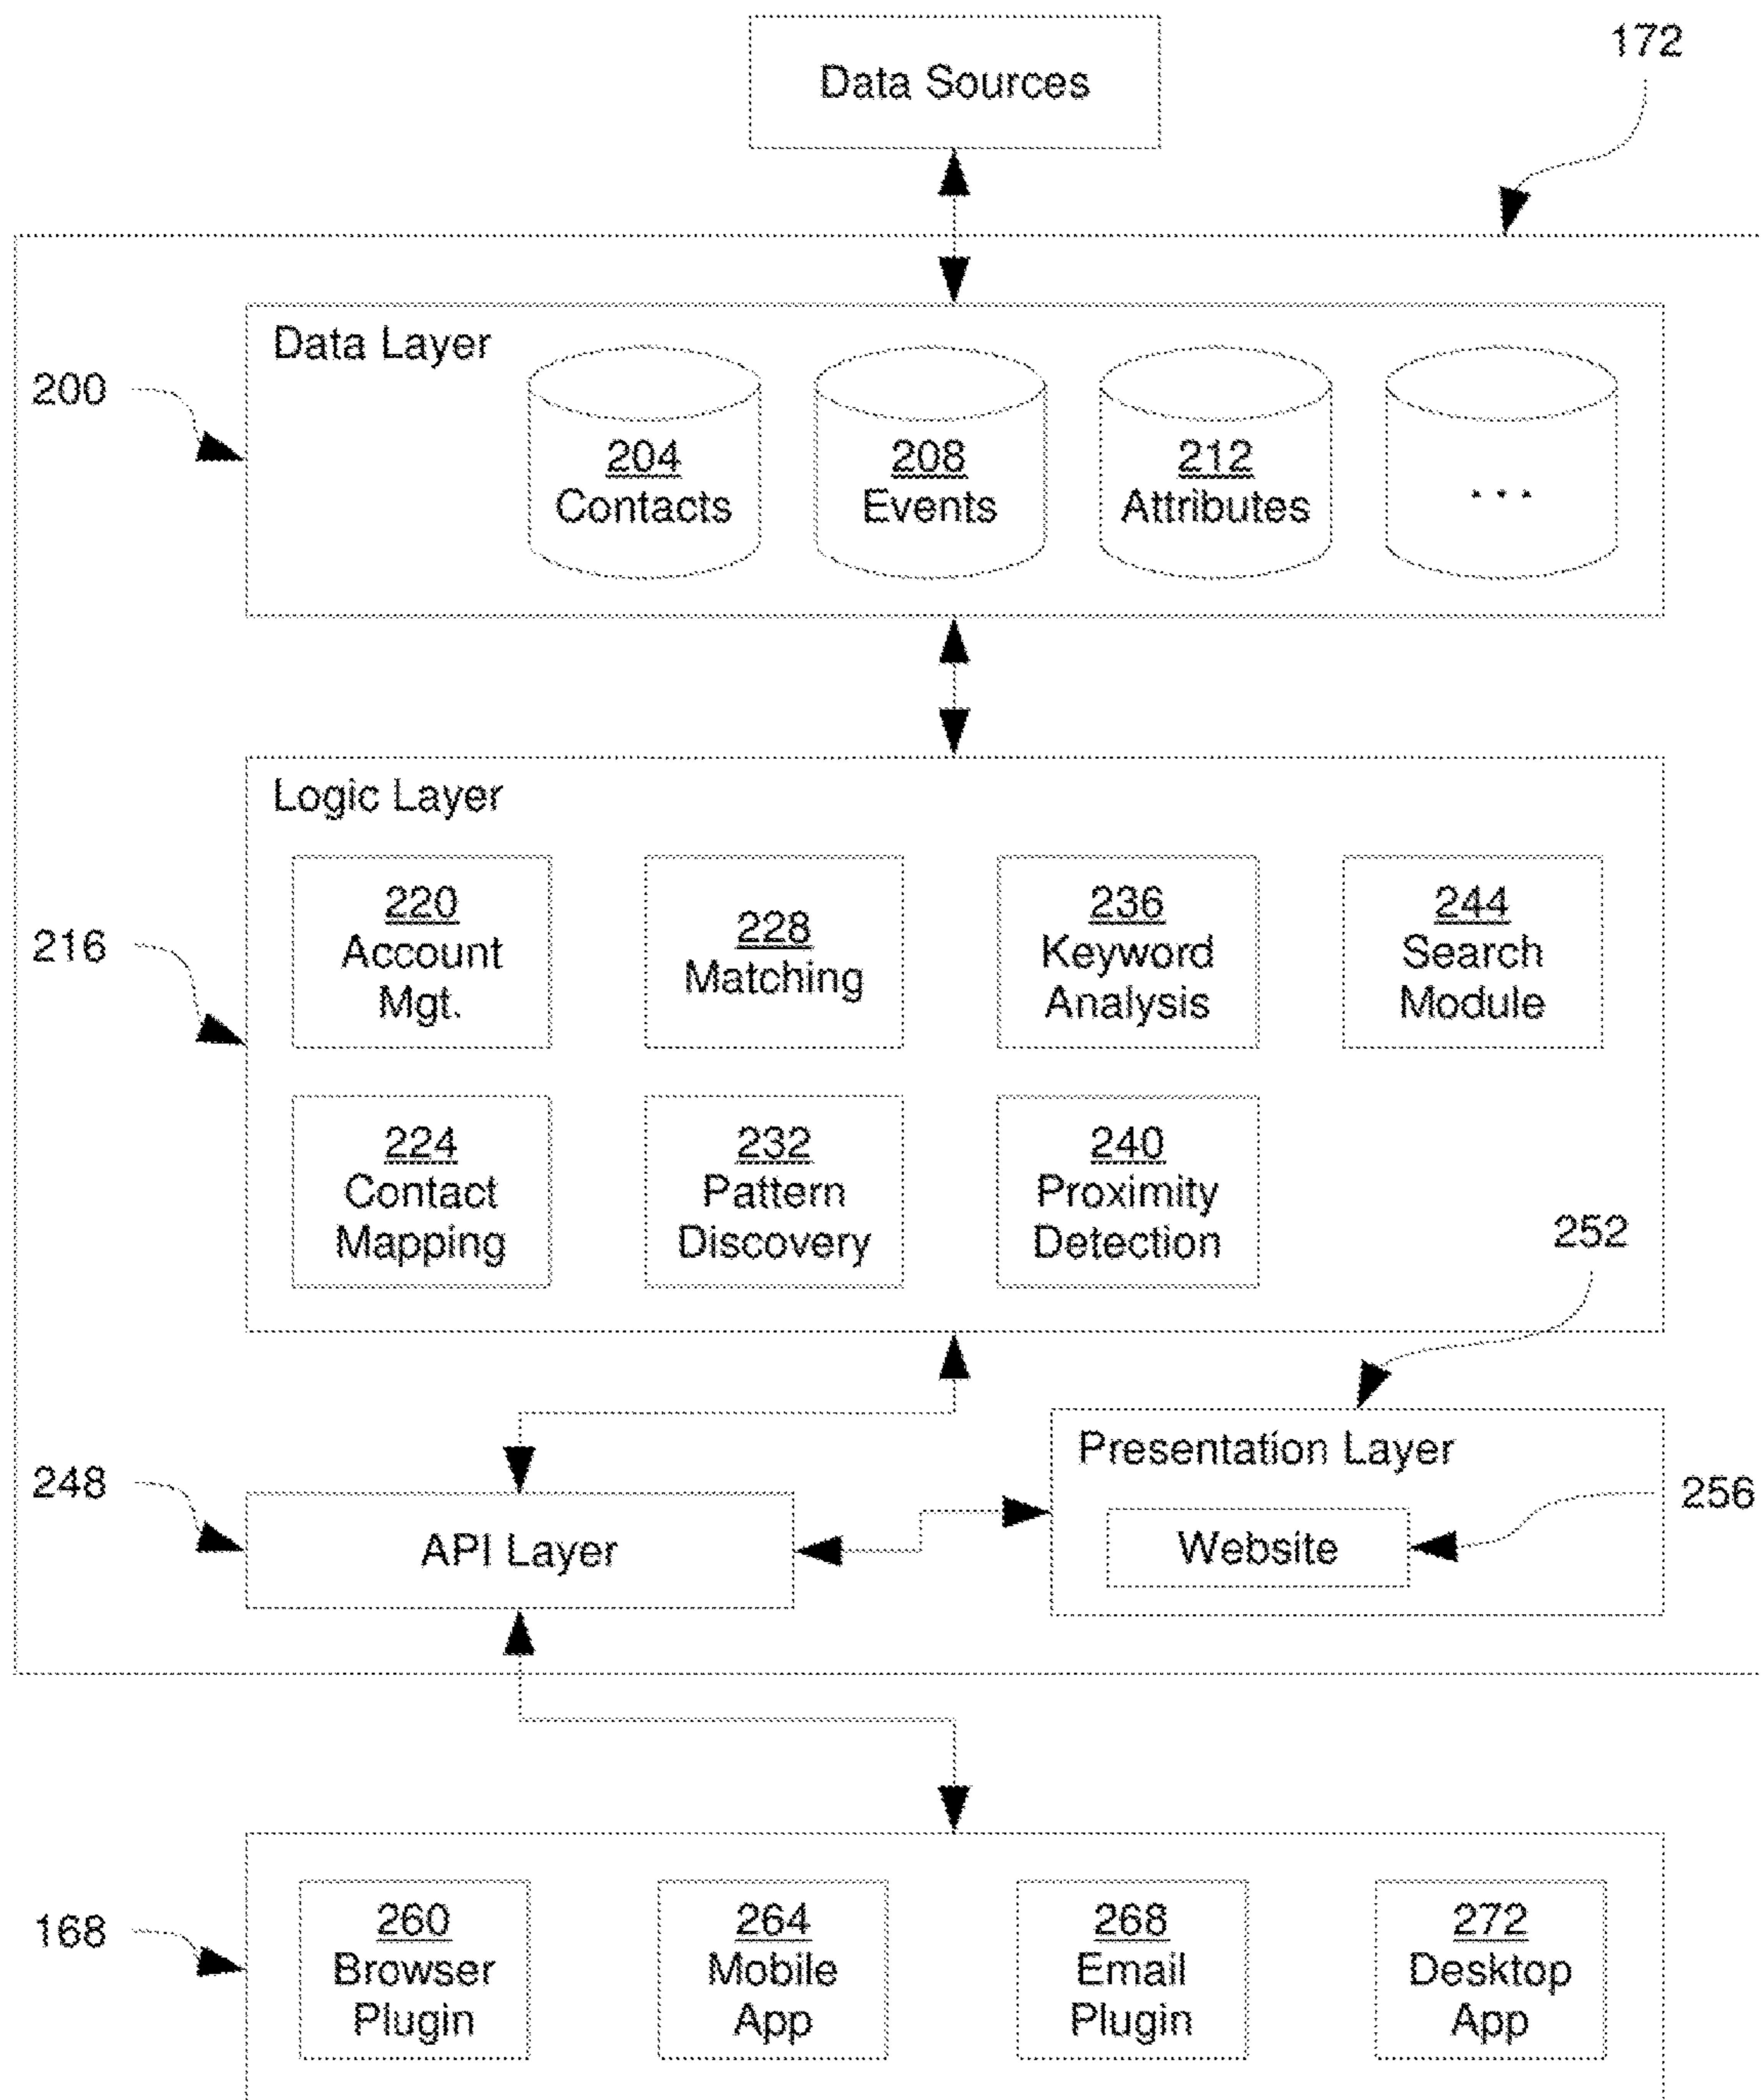 172
Data Sources
Data Layer
200
204
Contacts
208
Events
212
Attributes
...
Logic Layer
216
220
Account
Mgt.
228
Matching
236
Keyword
Analysis
244
Search
Module
224
Contact
Mapping
232
Pattern
Discovery
240
Proximity
Detection
252
Presentation Layer
248
API Layer
Website
256
168
260
Browser
Plugin
264
Mobile
App
268
Email
Plugin
272
Desktop
App